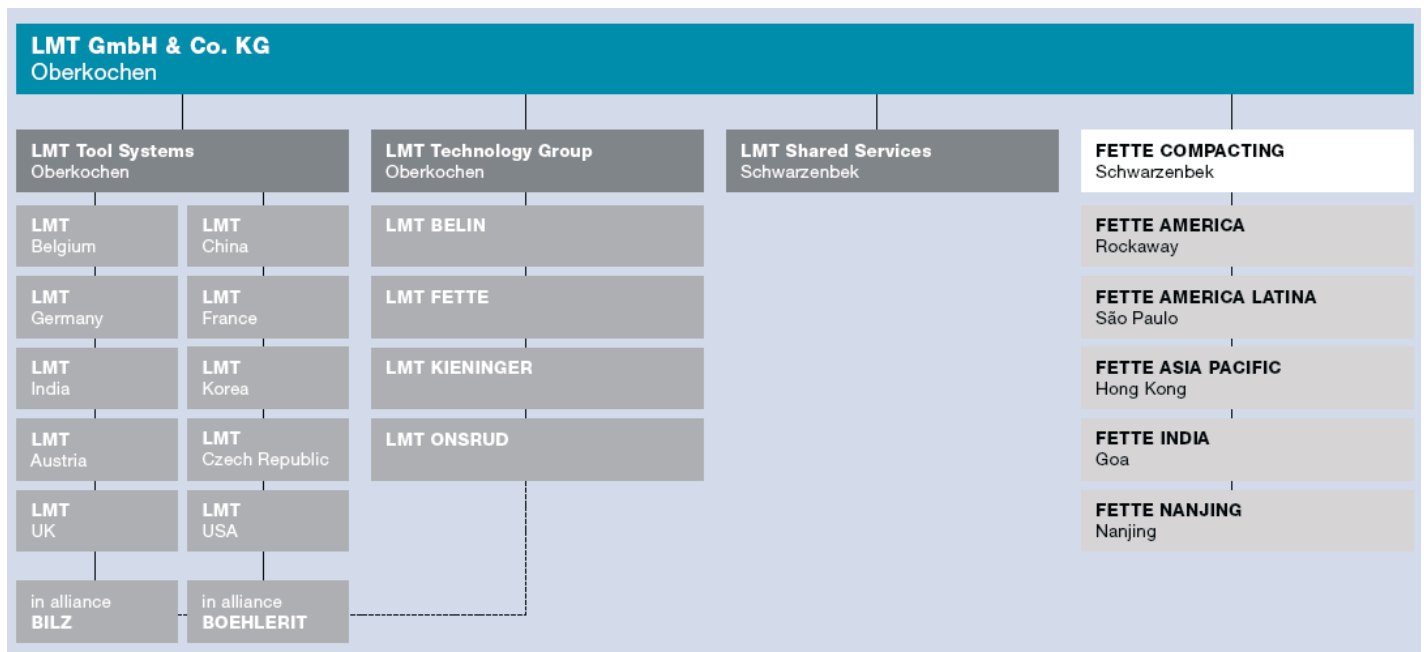 LMT GmbH & Co. KG
Oberkochen
LMT Tool Systems
Oberkochen
LMT
Belgium
LMT
China
LMT
Germany
LMT
France
LMT
India
LMT
Korea
LMT
Austria
LMT
Czech Republic
LMT
UK
LMT
USA
in alliance
BILZ
in alliance
BOEHLERIT
LMT Technology Group
Oberkochen
LMT BELIN
LMT FETTE
LMT KIENINGER
LMT ONSRUD
LMT Shared Services
Schwarzenbek
FETTE COMPACTING
Schwarzenbek
FETTE AMERICA
Rockaway
FETTE AMERICA LATINA
São Paulo
FETTE ASIA PACIFIC
Hong Kong
FETTE INDIA
Goa
FETTE NANJING
Nanjing